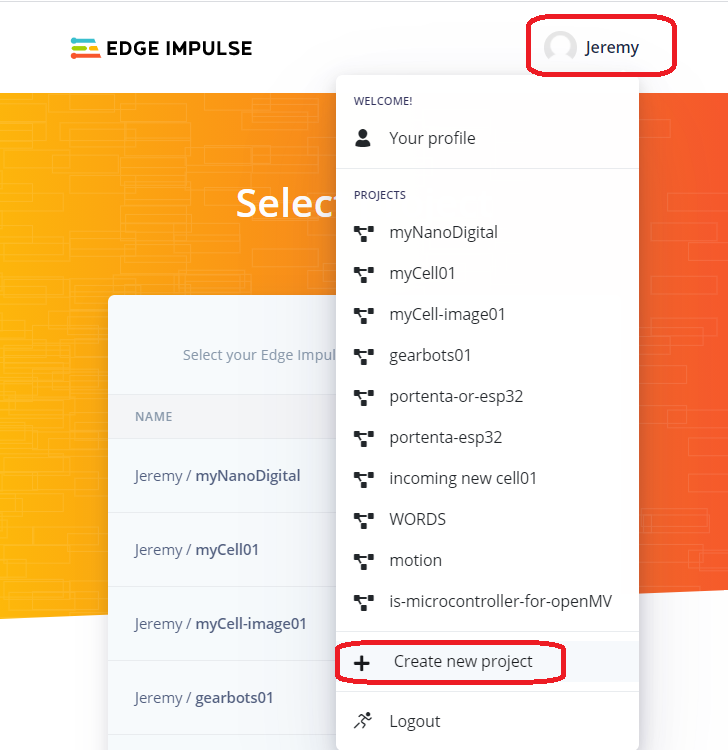 EDGE IMPULSE
Jeremy
WELCOME!
Your profile
PROJECTS
myNanoDigital
myCell01
myCell-image01
gearbots01
portenta-or-esp32
portenta-esp32
incoming new cell01
WORDS
motion
is-microcontroller-for-openMV
Create new project
Logout
Selec
Select your Edge Impul
NAME
Jeremy / myNanoDigital
Jeremy / myCell01
Jeremy / myCell-image01
Jeremy / gearbots01